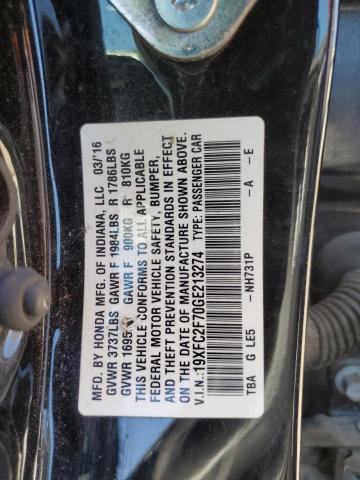 MFD. BY HONDA MFG. OF INDIANA, LLC 03/16
GVWR 3737LBS GAWR F 1984LBS R 1786LBS
GVWR 1695 GAWR F 900KG R 810KG
THIS VEHICLE CONFORMS TO ALL APPLICABLE
FEDERAL MOTOR VEHICLE SAFETY, BUMPER,
AND THEFT PREVENTION STANDARDS IN EFFECT
ON THE DATE OF MANUFACTURE SHOWN ABOVE.
V.I.N.: 19XFC2F70GE213274 TYPE: PASSENGER CAR
TBA G LE5 -NH731P -A -E